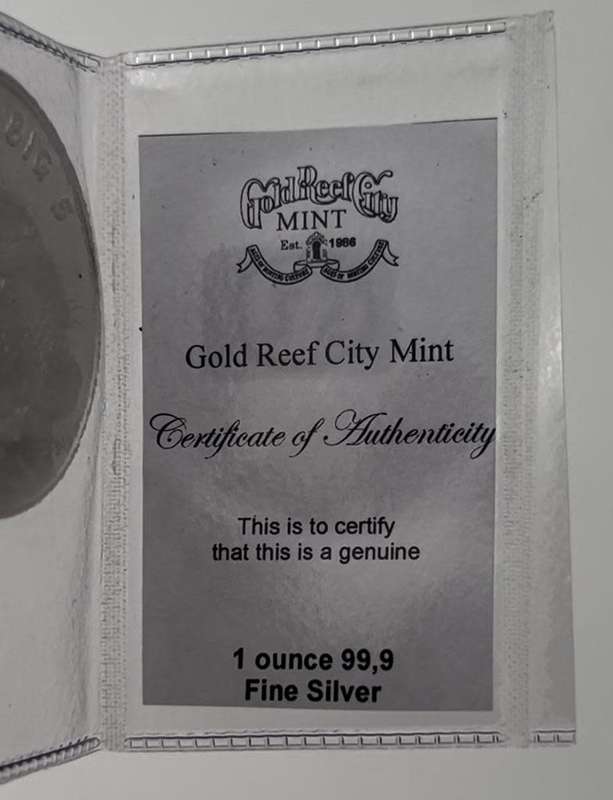 Gold Reef City
MINT
Est. 1986
Gold Reef City Mint
Certificate of Authenticity
This is to certify
that this is a genuine
1 ounce 99,9
Fine Silver